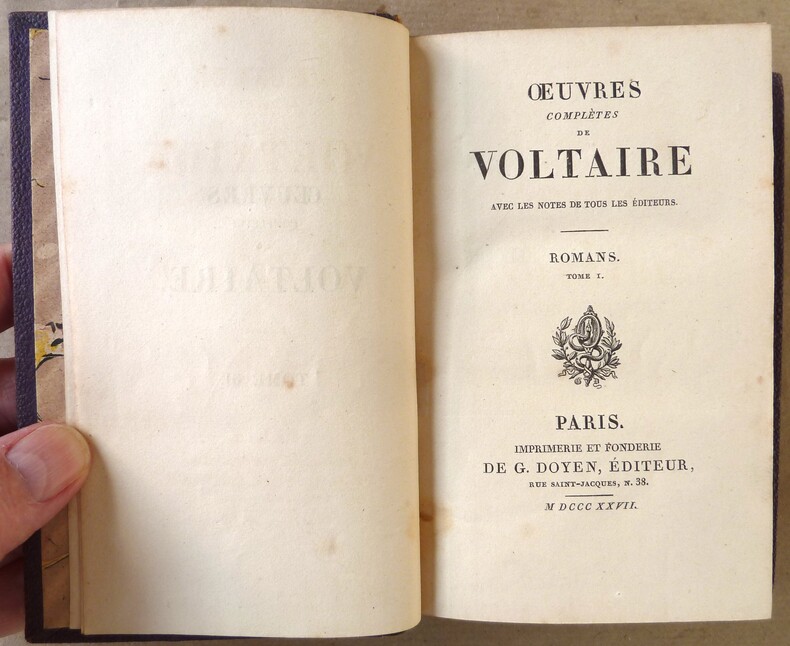 ŒUVRES
COMPLÈTES
DE
VOLTAIRE
AVEC LES NOTES DE TOUS LES ÉDITEURS.
ROMANS.
TOME I.
PARIS.
IMPRIMERIE ET FONDERIE
DE G. DOYEN, ÉDITEUR,
RUE SAINT-JACQUES, N. 38.
M DCCC XXVII.